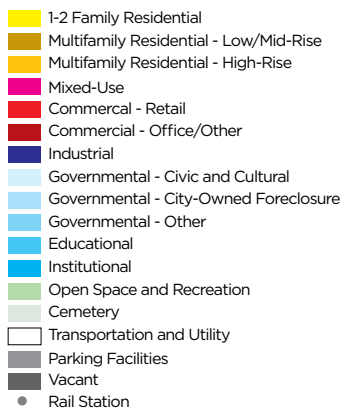 1-2 Family Residential
Multifamily Residential - Low/Mid-Rise
Multifamily Residential - High-Rise
Mixed-Use
Commercal - Retail
Commercial - Office/Other
Industrial
Governmental - Civic and Cultural
Governmental - City-Owned Foreclosure
Governmental - Other
Educational
Institutional
Open Space and Recreation
Cemetery
Transportation and Utility
Parking Facilities
Vacant
Rail Station